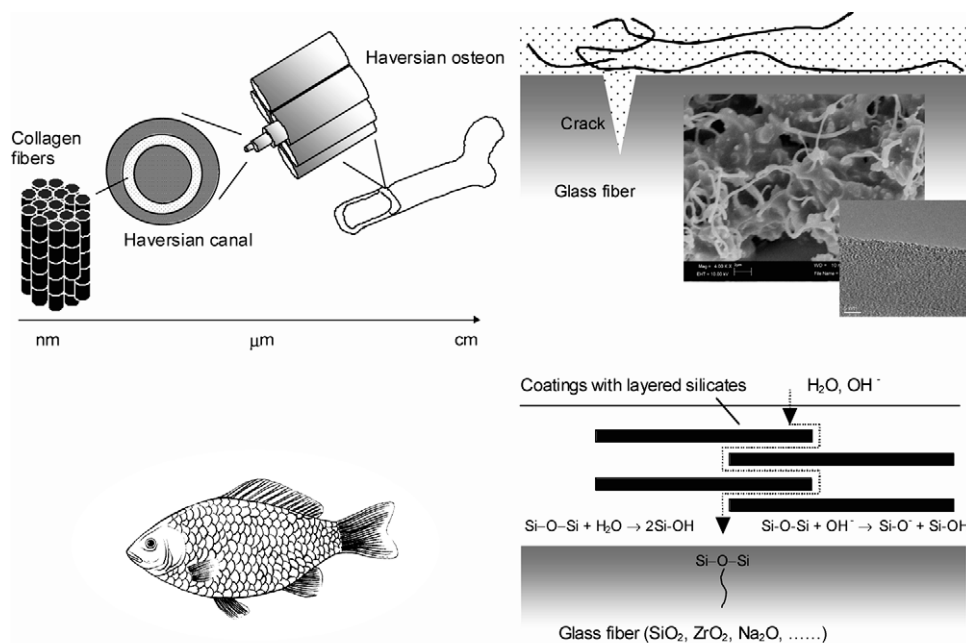 Haversian osteon
Collagen
fibers
Haversian canal
nm
μm
cm
Crack
Glass fiber
Coatings with layered silicates
H₂O, OH⁻
Si–O–Si + H₂O → 2Si-OH
Si-O-Si + OH⁻ → Si-O⁻ + Si-OH
Si–O–Si
Glass fiber (SiO₂, ZrO₂, Na₂O, ......)